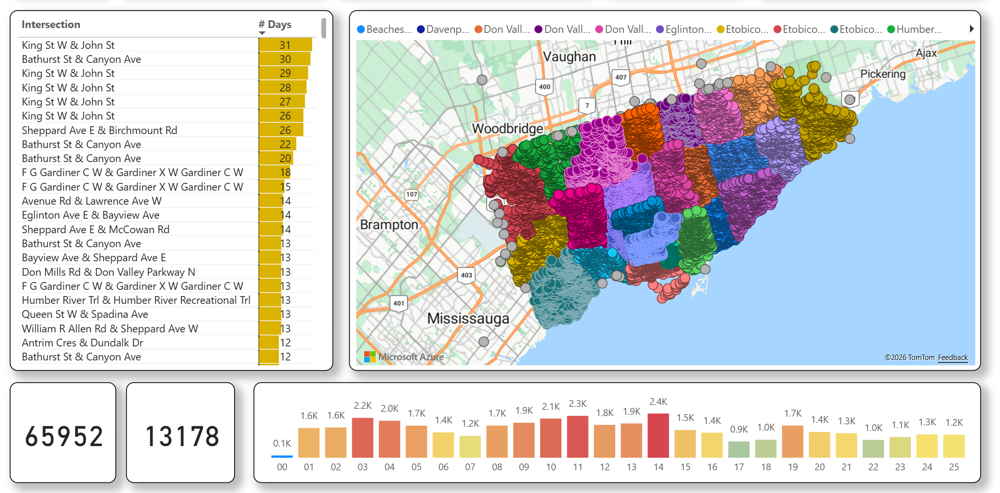 Intersection # Days
King St W & John St 31
Bathurst St & Canyon Ave 30
King St W & John St 29
King St W & John St 28
King St W & John St 27
King St W & John St 26
Sheppard Ave E & Birchmount Rd 26
Bathurst St & Canyon Ave 22
Bathurst St & Canyon Ave 20
F G Gardiner C W & Gardiner X W Gardiner C W 18
F G Gardiner C W & Gardiner X W Gardiner C W 15
Avenue Rd & Lawrence Ave W 14
Eglinton Ave E & Bayview Ave 14
Sheppard Ave E & McCowan Rd 14
Bathurst St & Canyon Ave 13
Bayview Ave & Sheppard Ave E 13
Don Mills Rd & Don Valley Parkway N 13
F G Gardiner C W & Gardiner X W Gardiner C W 13
Humber River Trl & Humber River Recreational Trl 13
Queen St W & Spadina Ave 13
William R Allen Rd & Sheppard Ave W 13
Antrim Cres & Dundalk Dr 12
Bathurst St & Canyon Ave 12
Beaches... Davenp... Don Vall... Don Vall... Don Vall... Eglinton... Etobico... Etobico... Etobico... Humber...
Vaughan
Ajax
Pickering
407
400
7
Woodbridge
107
Brampton
403
401
Mississauga
Microsoft Azure
©2026 TomTom Feedback
65952
13178
0.1K 1.6K 1.6K 2.2K 2.0K 1.7K 1.4K 1.2K 1.7K 1.9K 2.1K 2.3K 1.8K 1.9K 2.4K 1.5K 1.4K 0.9K 1.0K 1.7K 1.4K 1.3K 1.0K 1.1K 1.3K 1.2K
00 01 02 03 04 05 06 07 08 09 10 11 12 13 14 15 16 17 18 19 20 21 22 23 24 25